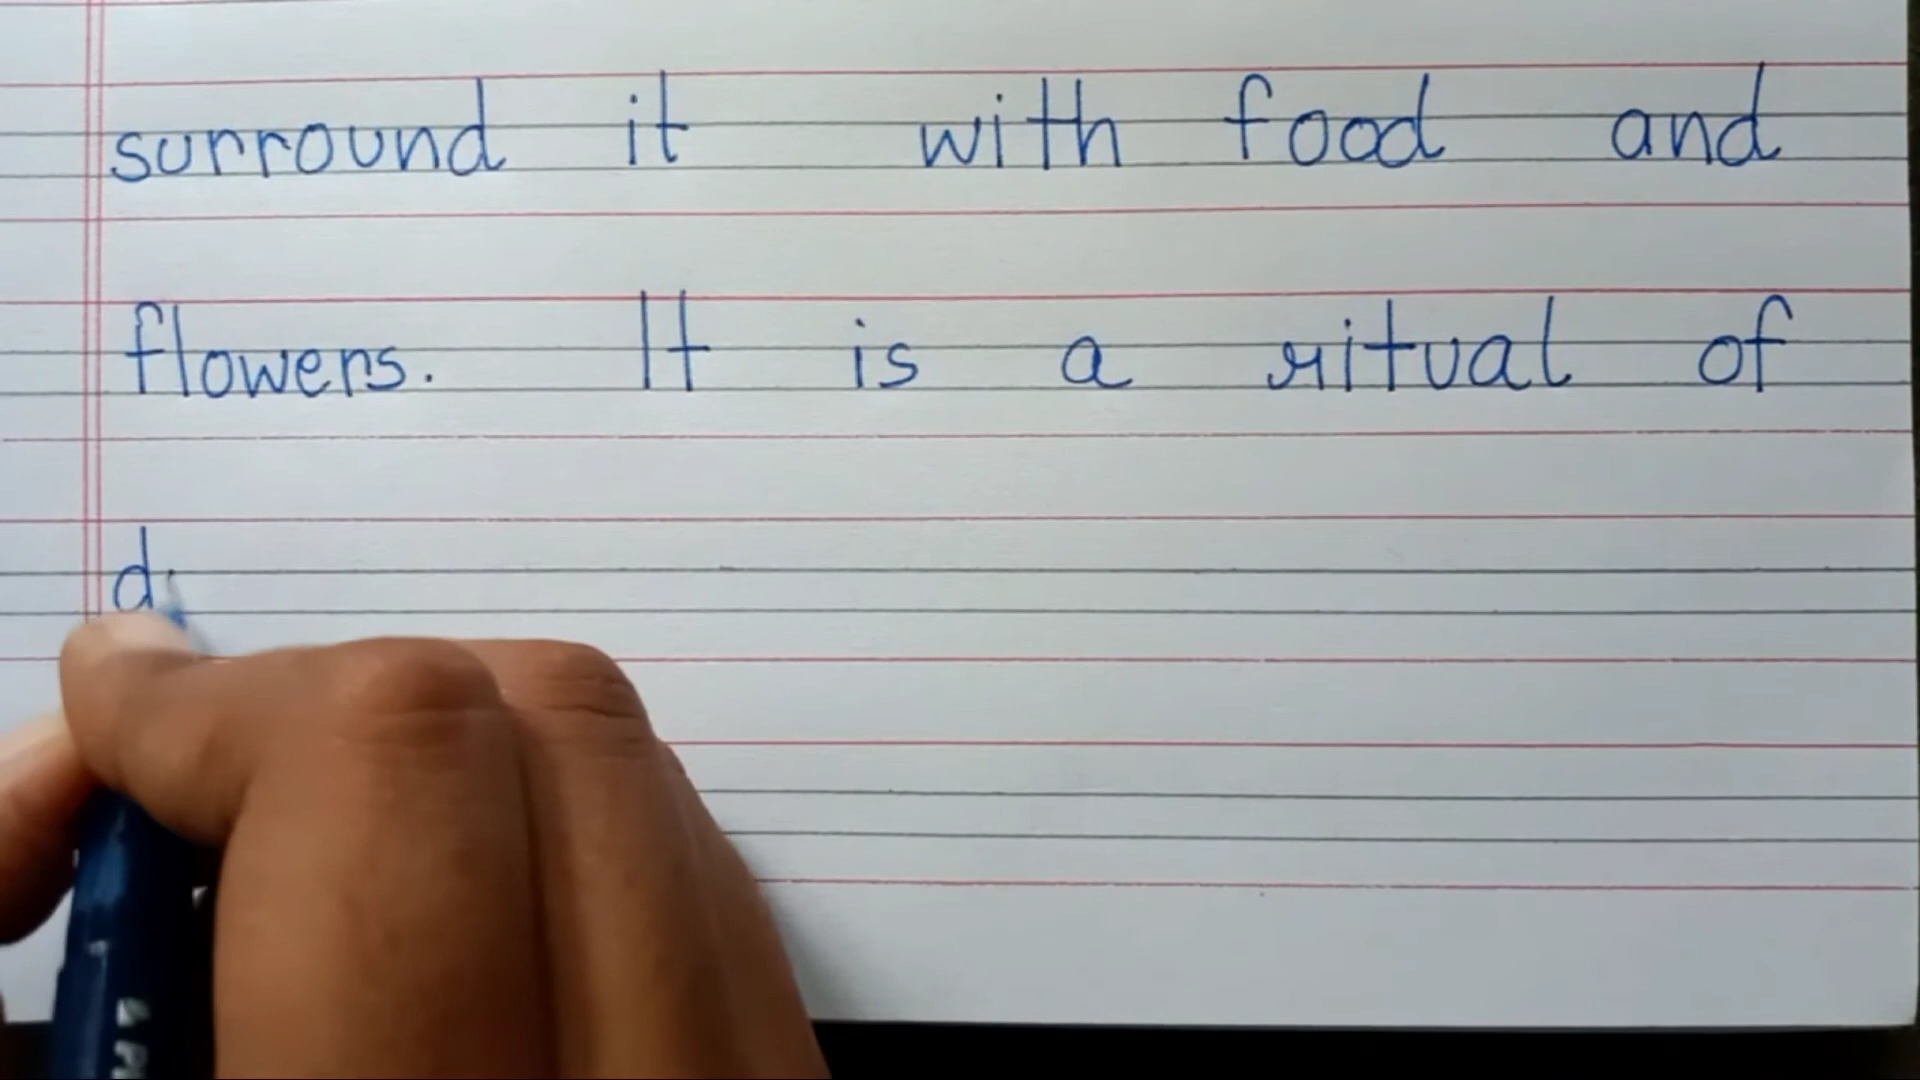 surround it with food and
flowers. It is a ritual of
d